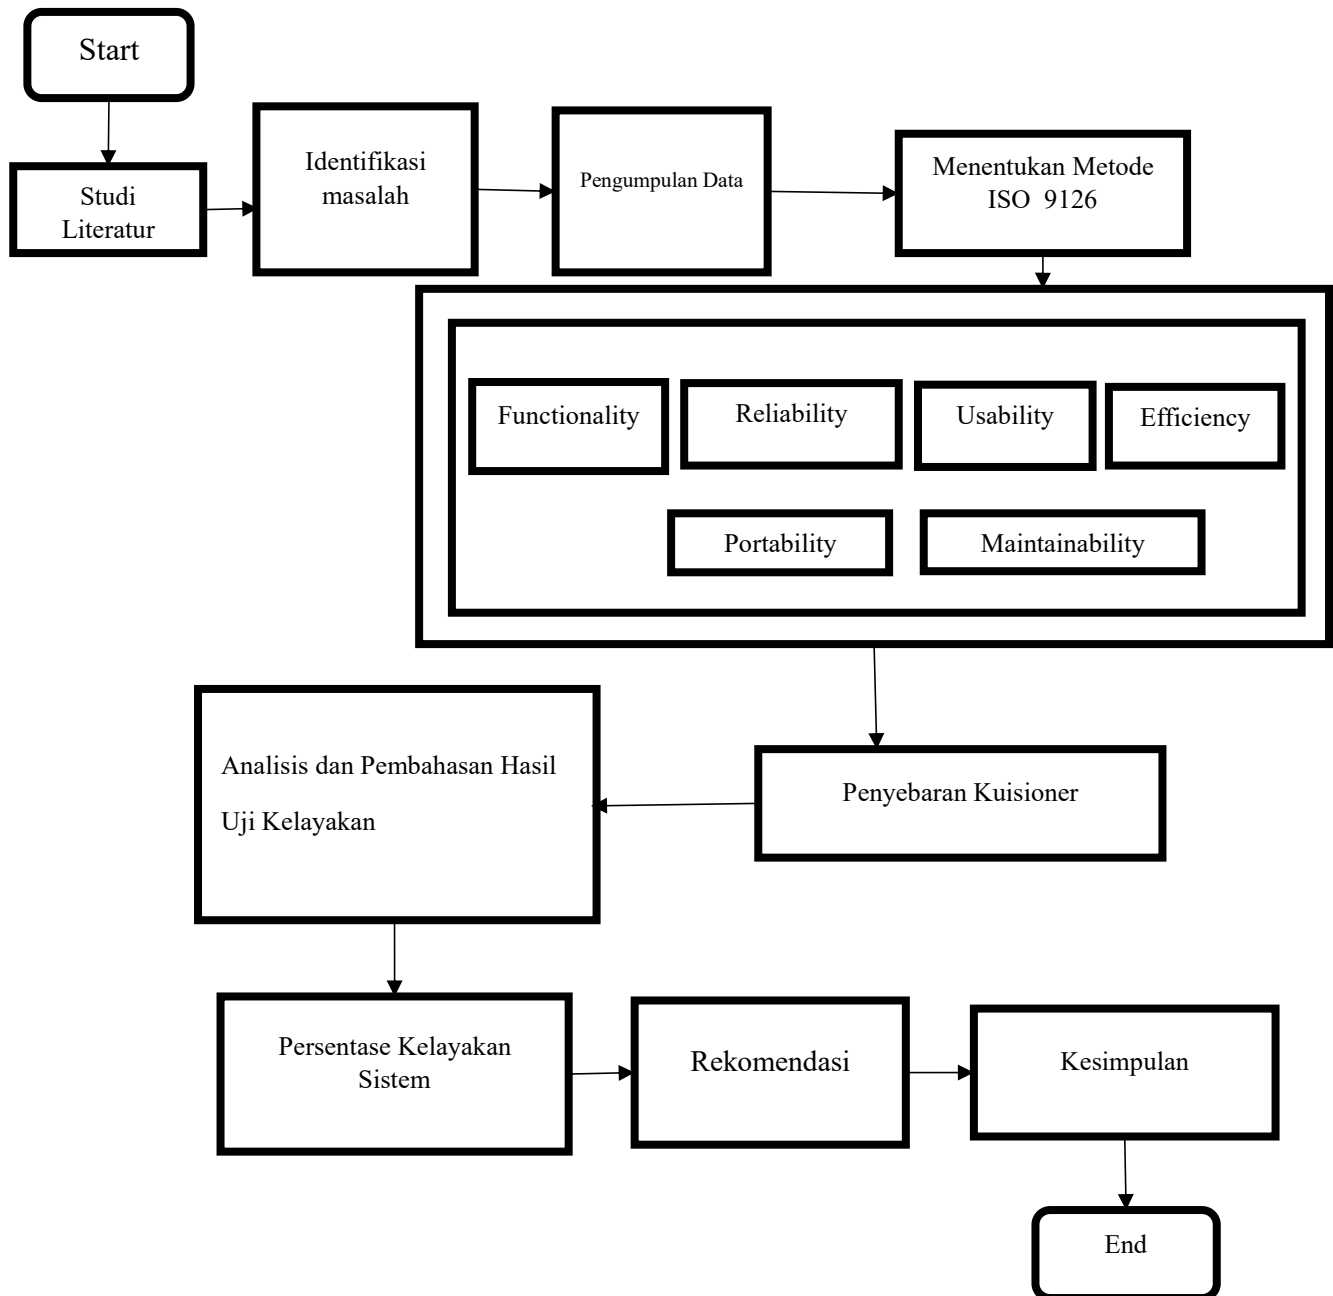 Start
Studi
Literatur
Identifikasi
masalah
Pengumpulan Data
Menentukan Metode
ISO  9126
Functionality
Reliability
Usability
Efficiency
Portability
Maintainability
Penyebaran Kuisioner
Analisis dan Pembahasan Hasil
Uji Kelayakan
Persentase Kelayakan
Sistem
Rekomendasi
Kesimpulan
End